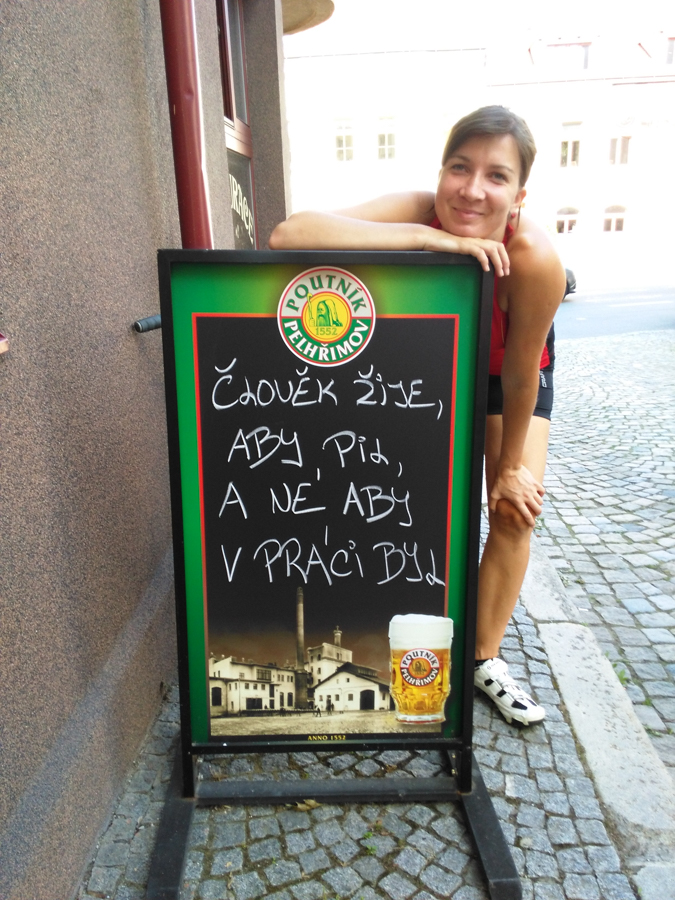 POUTNÍK
1552
PELHŘIMOV
ČLOVĚK ŽIJE,
ABY PIL,
A NE ABY
V PRÁCI BYL
POUTNÍK
PELHŘIMOV
ANNO 1552